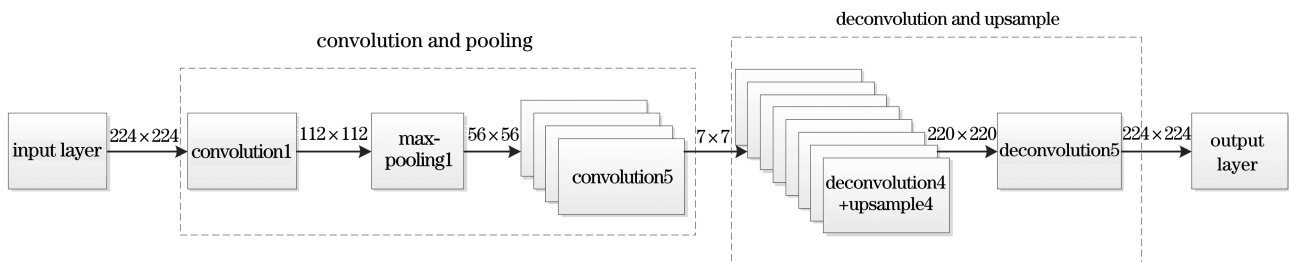 deconvolution and upsample
convolution and pooling
input layer
224×224
convolution1
112×112
max-
pooling1
56×56
convolution5
7×7
deconvolution4
+upsample4
220×220
deconvolution5
224×224
output
layer